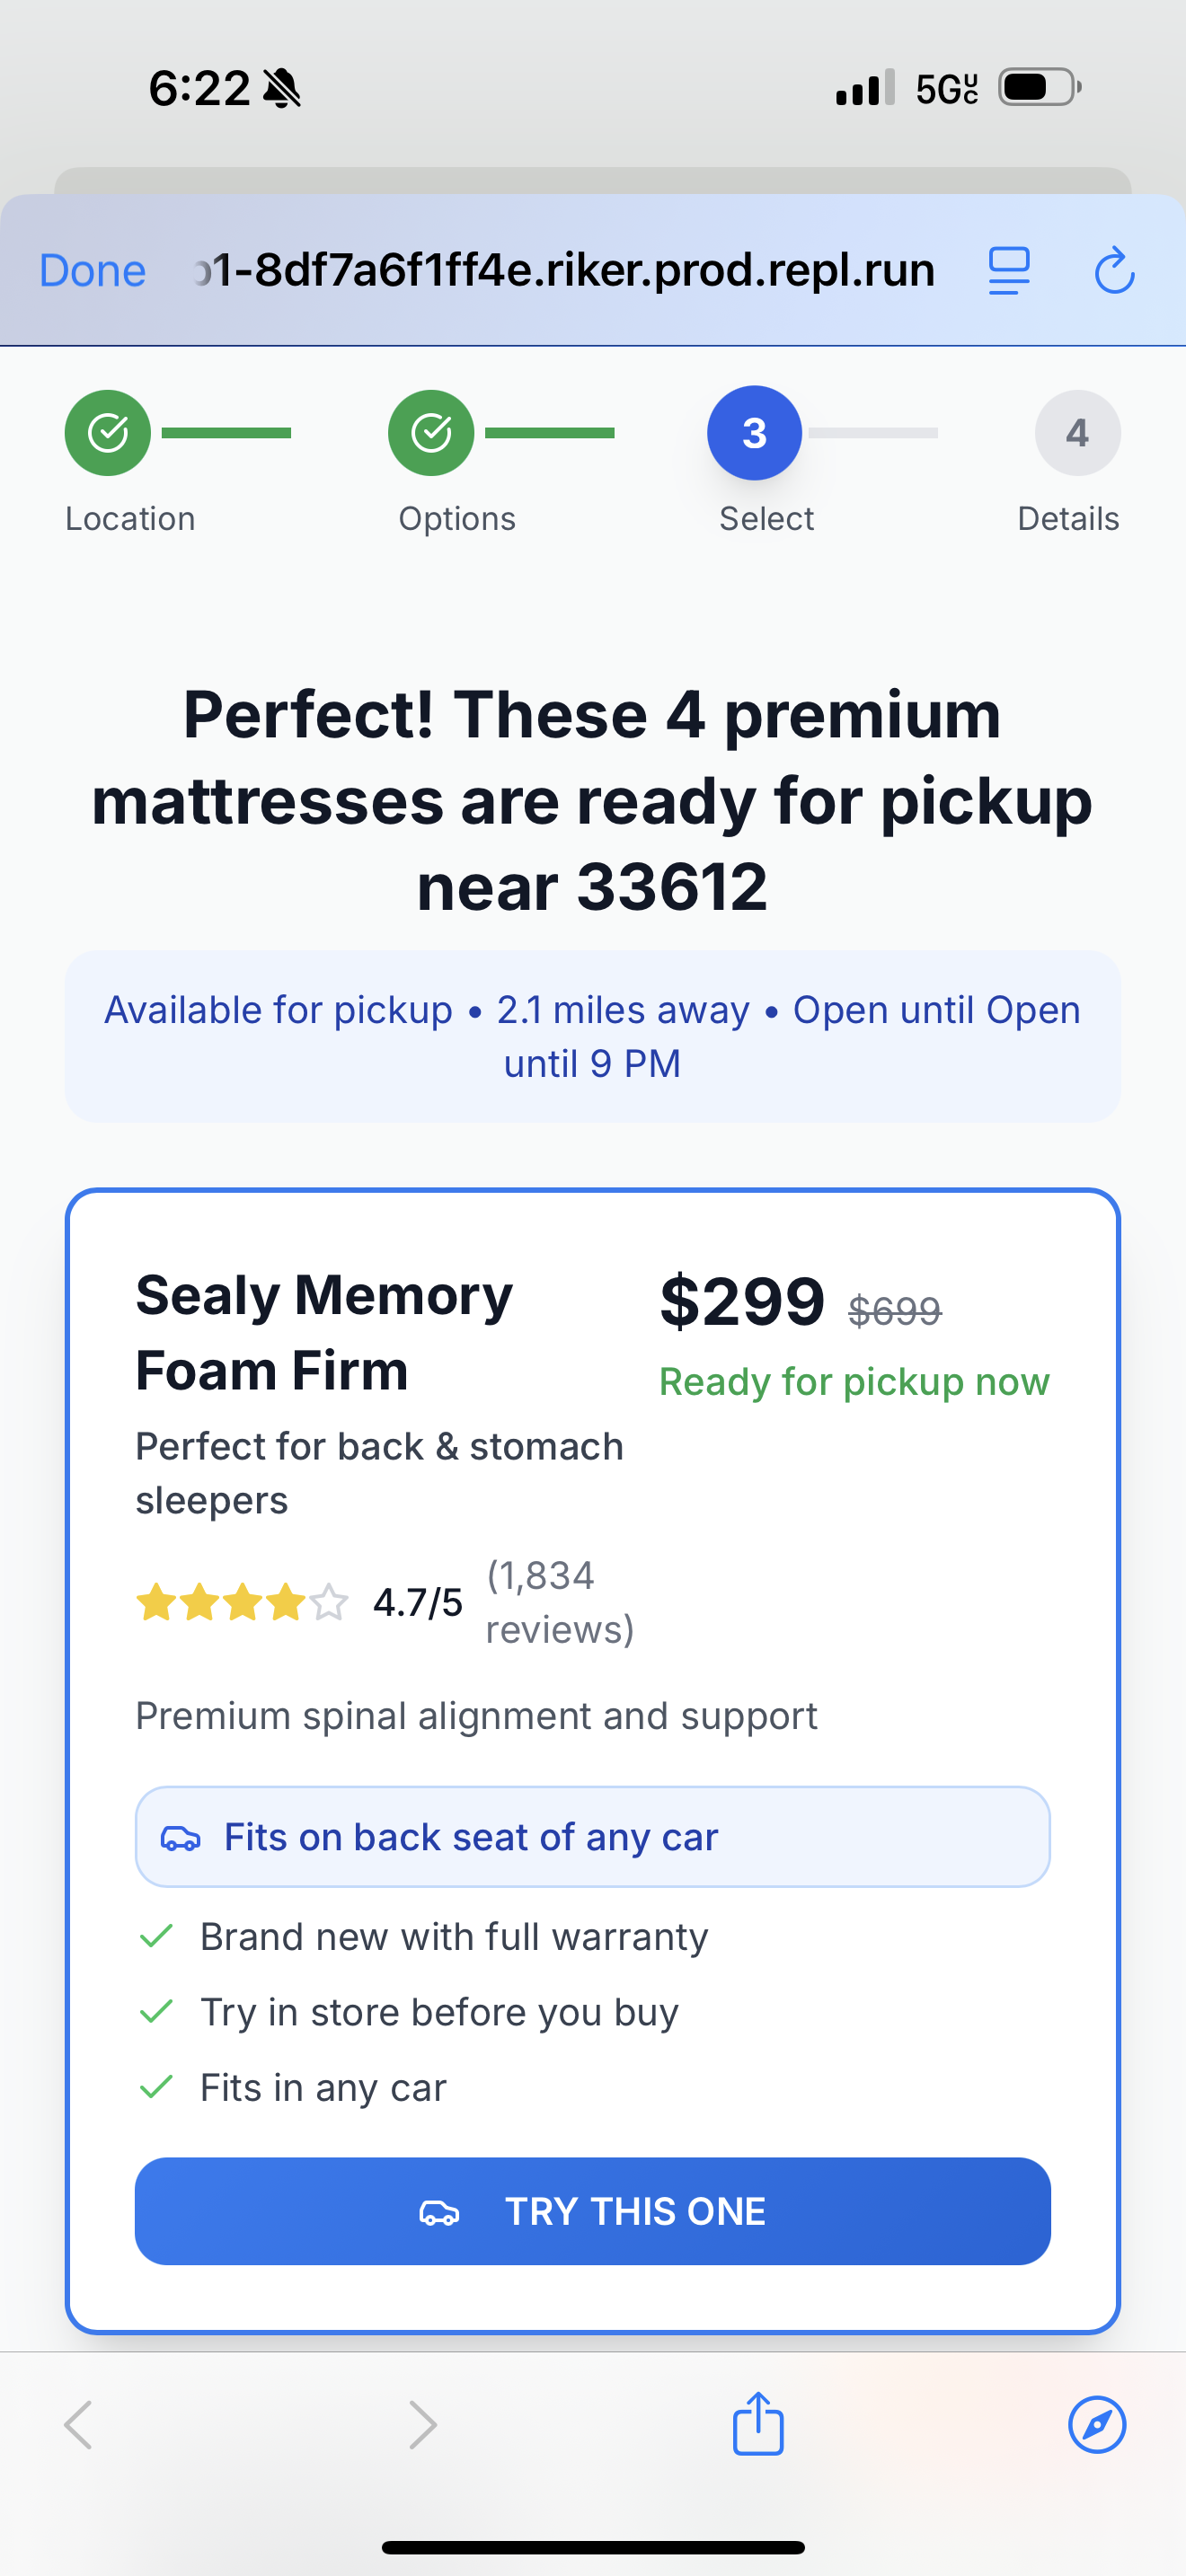 6:22
5G UC
Done
1-8df7a6f1ff4e.riker.prod.repl.run
3
4
Location
Options
Select
Details
Perfect! These 4 premium
mattresses are ready for pickup
near 33612
Available for pickup • 2.1 miles away • Open until Open
until 9 PM
Sealy Memory
Foam Firm
$299 $699
Ready for pickup now
Perfect for back & stomach
sleepers
4.7/5
(1,834
reviews)
Premium spinal alignment and support
Fits on back seat of any car
Brand new with full warranty
Try in store before you buy
Fits in any car
TRY THIS ONE